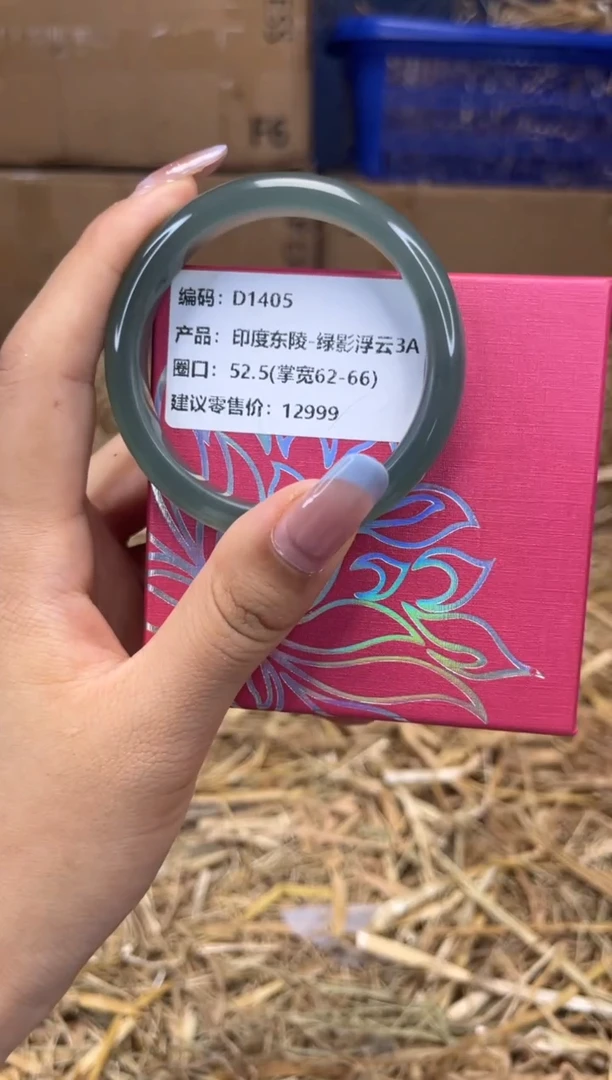 F6
编码：D1405
产品：印度东陵-绿影浮云3A
圈口：52.5(掌宽62-66)
建议零售价：12999